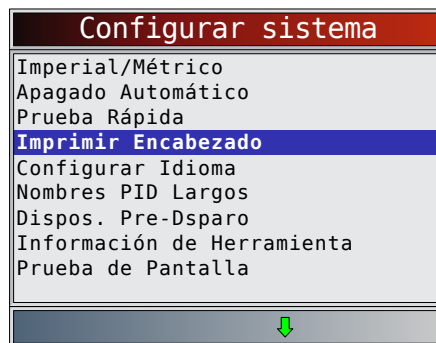 Configurar sistema
Imperial/Métrico
Apagado Automático
Prueba Rápida
Imprimir Encabezado
Configurar Idioma
Nombres PID Largos
Dispos. Pre-Dsparo
Información de Herramienta
Prueba de Pantalla